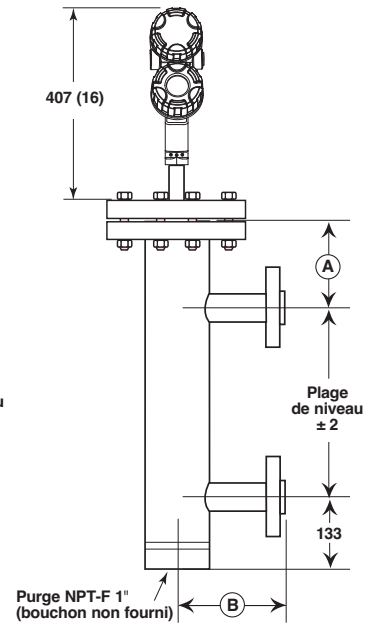 407 (16)
A
Plage
de niveau
± 2
133
B
Purge NPT-F 1"
(bouchon non fourni)